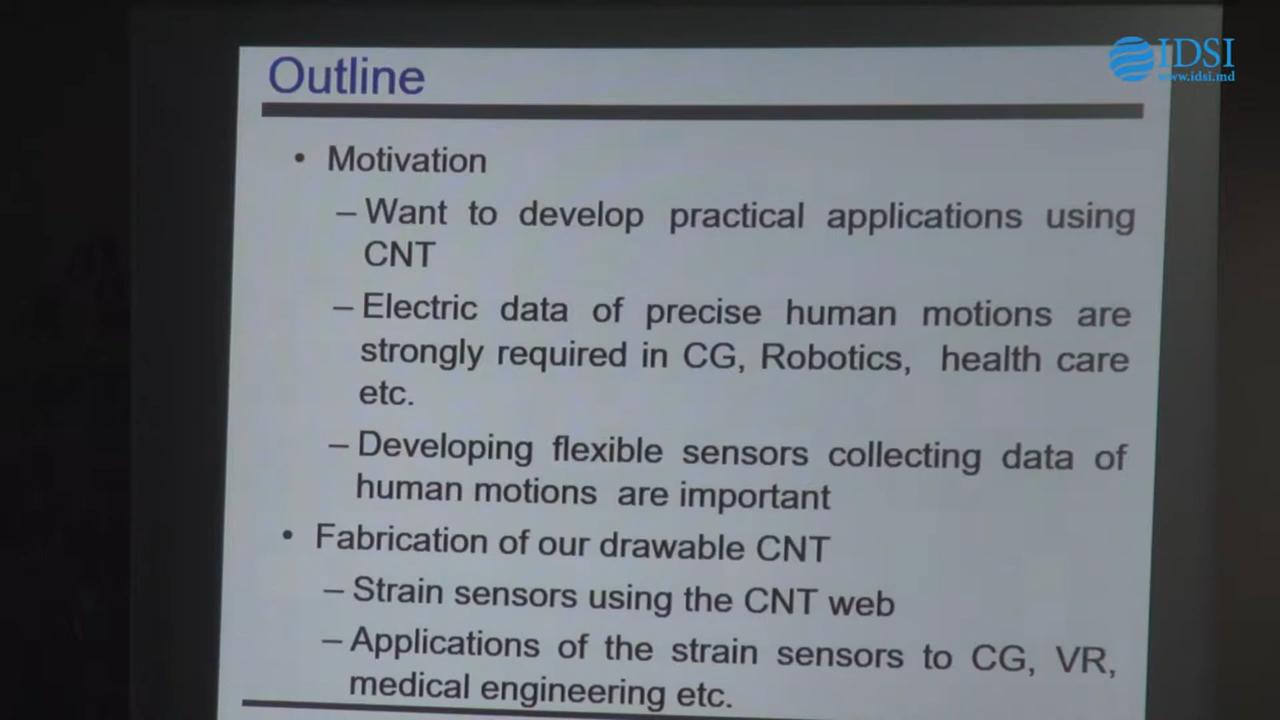 IDSI
www.idsi.md
Outline
• Motivation
– Want to develop practical applications using
CNT
– Electric data of precise human motions are
strongly required in CG, Robotics, health care
etc.
– Developing flexible sensors collecting data of
human motions are important
• Fabrication of our drawable CNT
– Strain sensors using the CNT web
– Applications of the strain sensors to CG, VR,
medical engineering etc.